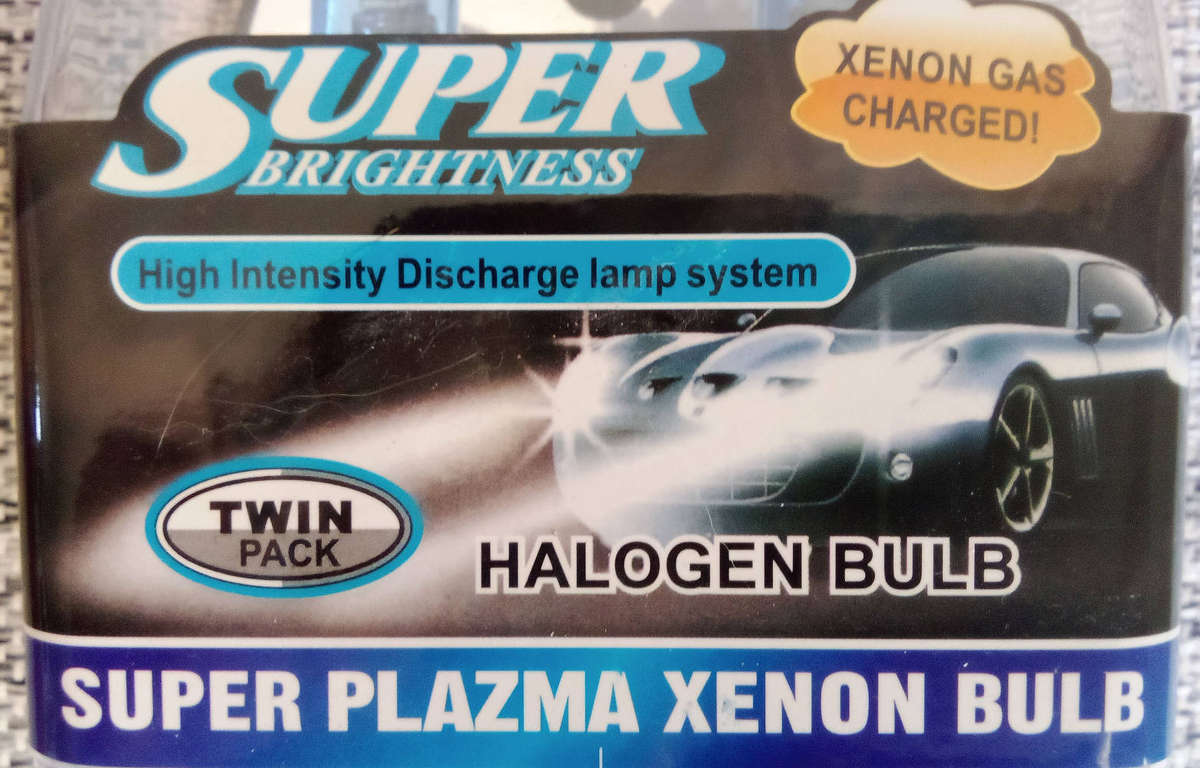 SUPER
BRIGHTNESS
XENON GAS
CHARGED!
High Intensity Discharge lamp system
TWIN
PACK
HALOGEN BULB
SUPER PLAZMA XENON BULB